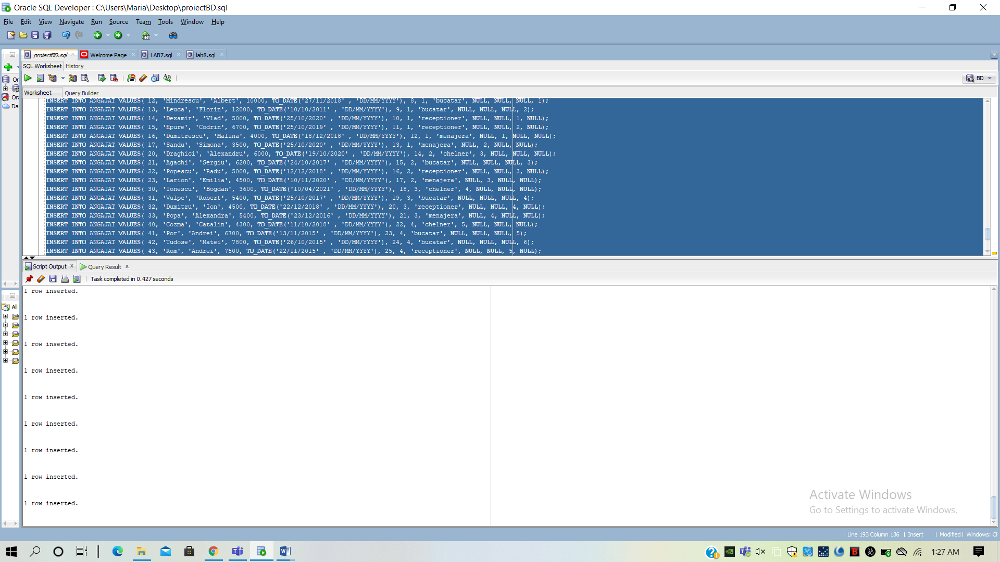 Oracle SQL Developer : C:\Users\Maria\Desktop\proiectBD.sql
File Edit View Navigate Run Source Team Tools Window Help
proiectBD.sql Welcome Page LAB7.sql lab8.sql
SQL Worksheet History
BD
Worksheet Query Builder
INSERT INTO ANGAJAT VALUES( 12, 'Mindrescu', 'Albert', 10000, TO_DATE('27/11/2018' , 'DD/MM/YYYY'), 8, 1, 'bucatar', NULL, NULL, NULL, 1);
INSERT INTO ANGAJAT VALUES( 13, 'Leuca', 'Florin', 12000, TO_DATE('10/10/2011' , 'DD/MM/YYYY'), 9, 1, 'bucatar', NULL, NULL, NULL, 2);
INSERT INTO ANGAJAT VALUES( 14, 'Dexamir', 'Vlad', 5000, TO_DATE('25/10/2020' , 'DD/MM/YYYY'), 10, 1, 'receptioner', NULL, NULL, 1, NULL);
INSERT INTO ANGAJAT VALUES( 15, 'Epure', 'Codrin', 6700, TO_DATE('25/10/2019' , 'DD/MM/YYYY'), 11, 1, 'receptioner', NULL, NULL, 2, NULL);
INSERT INTO ANGAJAT VALUES( 16, 'Dumitrescu', 'Malina', 4000, TO_DATE('18/12/2018' , 'DD/MM/YYYY'), 12, 1, 'menajera', NULL, 1, NULL, NULL);
INSERT INTO ANGAJAT VALUES( 17, 'Sandu', 'Simona', 3500, TO_DATE('25/10/2020' , 'DD/MM/YYYY'), 13, 1, 'menajera', NULL, 2, NULL, NULL);
INSERT INTO ANGAJAT VALUES( 20, 'Draghici', 'Alexandru', 6000, TO_DATE('19/10/2020' , 'DD/MM/YYYY'), 14, 2, 'chelner', 3, NULL, NULL, NULL);
INSERT INTO ANGAJAT VALUES( 21, 'Agachi', 'Sergiu', 6200, TO_DATE('24/10/2017' , 'DD/MM/YYYY'), 15, 2, 'bucatar', NULL, NULL, NULL, 3);
INSERT INTO ANGAJAT VALUES( 22, 'Popescu', 'Radu', 5000, TO_DATE('12/12/2018' , 'DD/MM/YYYY'), 16, 2, 'receptioner', NULL, NULL, 3, NULL);
INSERT INTO ANGAJAT VALUES( 23, 'Larion', 'Emilia', 4500, TO_DATE('10/11/2020' , 'DD/MM/YYYY'), 17, 2, 'menajera', NULL, 3, NULL, NULL);
INSERT INTO ANGAJAT VALUES( 30, 'Ionescu', 'Bogdan', 3600, TO_DATE('10/04/2021' , 'DD/MM/YYYY'), 18, 3, 'chelner', 4, NULL, NULL, NULL);
INSERT INTO ANGAJAT VALUES( 31, 'Vulpe', 'Robert', 5400, TO_DATE('25/10/2017' , 'DD/MM/YYYY'), 19, 3, 'bucatar', NULL, NULL, NULL, 4);
INSERT INTO ANGAJAT VALUES( 32, 'Dumitru', 'Ion', 4500, TO_DATE('22/12/2018' , 'DD/MM/YYYY'), 20, 3, 'receptioner', NULL, NULL, 4, NULL);
INSERT INTO ANGAJAT VALUES( 33, 'Popa', 'Alexandra', 5400, TO_DATE('23/12/2016' , 'DD/MM/YYYY'), 21, 3, 'menajera', NULL, 4, NULL, NULL);
INSERT INTO ANGAJAT VALUES( 40, 'Cozma', 'Catalin', 4300, TO_DATE('11/10/2018' , 'DD/MM/YYYY'), 22, 4, 'chelner', 5, NULL, NULL, NULL);
INSERT INTO ANGAJAT VALUES( 41, 'Por', 'Andrei', 6700, TO_DATE('13/11/2015' , 'DD/MM/YYYY'), 23, 4, 'bucatar', NULL, NULL, NULL, 5);
INSERT INTO ANGAJAT VALUES( 42, 'Tudose', 'Matei', 7800, TO_DATE('26/10/2015' , 'DD/MM/YYYY'), 24, 4, 'bucatar', NULL, NULL, NULL, 6);
INSERT INTO ANGAJAT VALUES( 43, 'Rom', 'Andrei', 7500, TO_DATE('22/11/2015' , 'DD/MM/YYYY'), 25, 4, 'receptioner', NULL, NULL, 5, NULL);
Script Output Query Result
Task completed in 0.427 seconds
1 row inserted.
1 row inserted.
1 row inserted.
1 row inserted.
1 row inserted.
1 row inserted.
1 row inserted.
1 row inserted.
1 row inserted.
All
Activate Windows
Go to Settings to activate Windows.
Line 193 Column 136 Insert Modified Windows:
1:27 AM